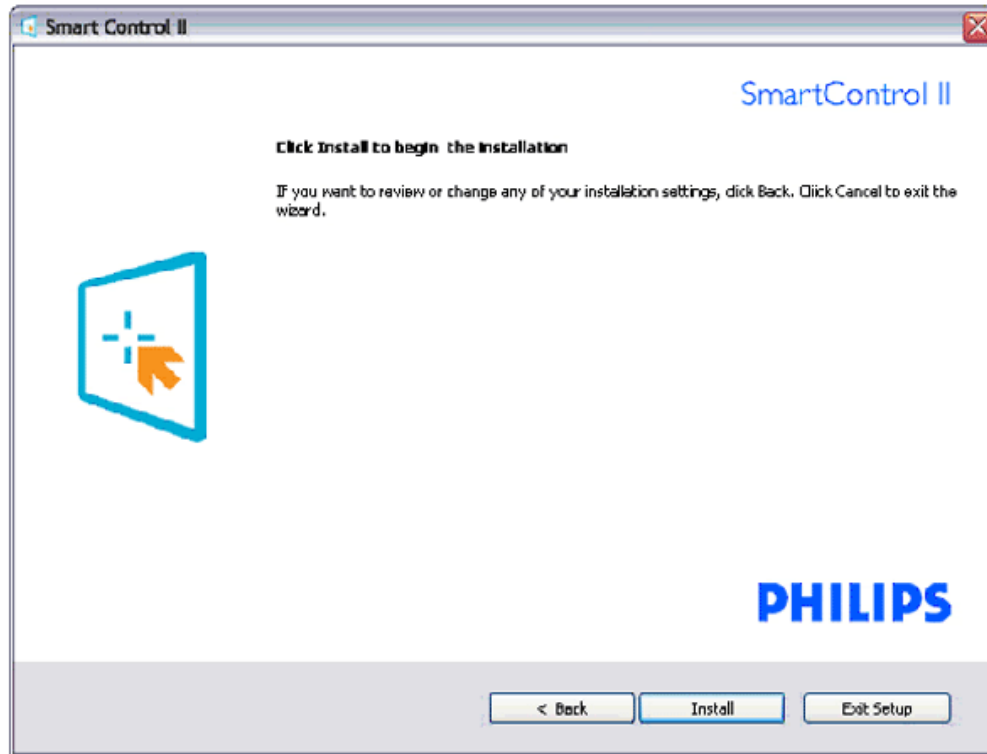 Smart Control II
SmartControl II
Click Install to begin the installation
If you want to review or change any of your installation settings, click Back. Click Cancel to exit the
wizard.
PHILIPS
< Back
Install
Exit Setup